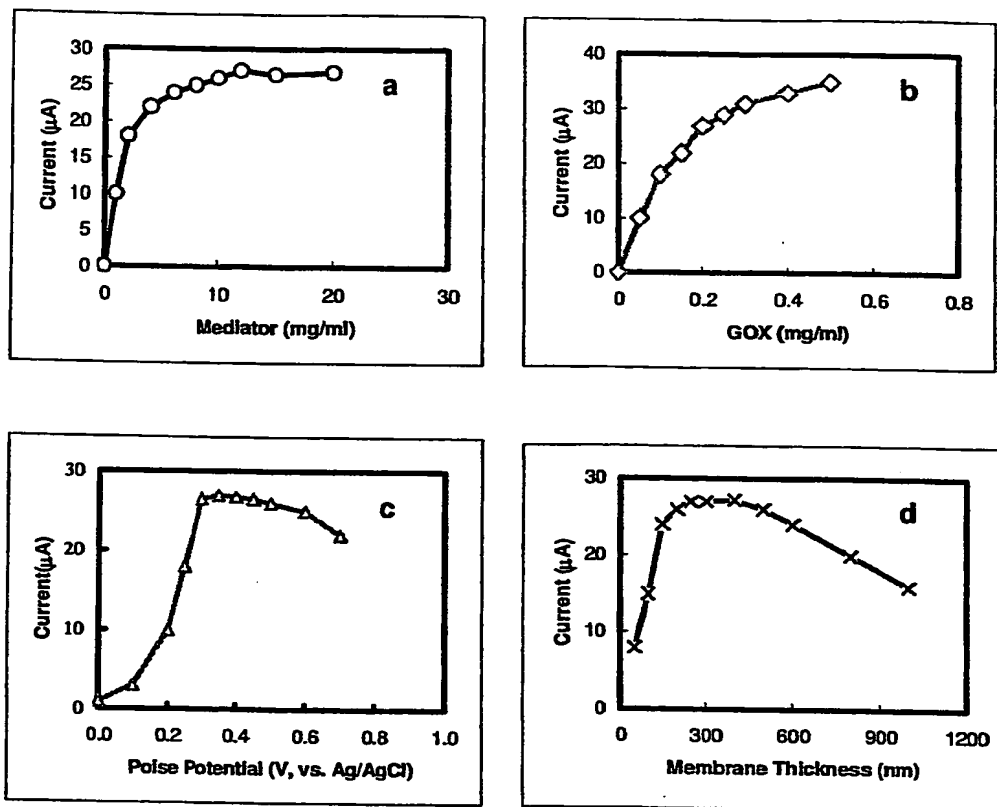 a
30
25
20
15
10
5
0
Current (µA)
0 10 20 30
Mediator (mg/ml)
b
40
30
20
10
0
Current (µA)
0 0.2 0.4 0.6 0.8
GOX (mg/ml)
c
30
20
10
0
Current(µA)
0.0 0.2 0.4 0.6 0.8 1.0
Poise Potential (V, vs. Ag/AgCl)
d
30
20
10
0
Current (µA)
0 300 600 900 1200
Membrane Thickness (nm)